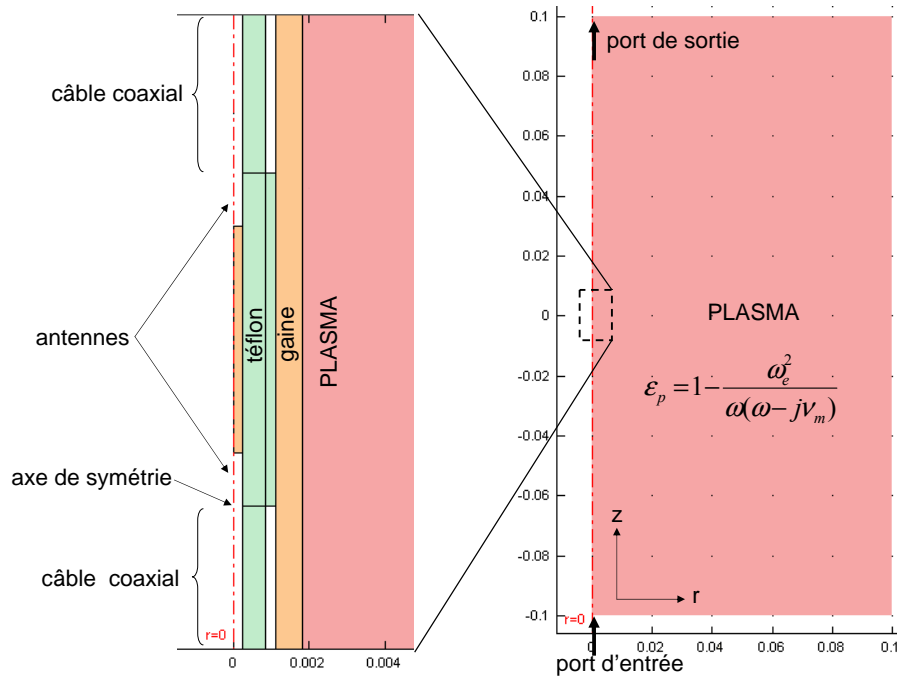 câble coaxial
antennes
axe de symétrie
câble coaxial
téflon
gaine
PLASMA
r=0
0
0.002
0.004
port de sortie
0.1
0.08
0.06
0.04
0.02
0
-0.02
-0.04
-0.06
-0.08
-0.1
PLASMA
ε_p = 1 - ω_e^2 / ω(ω - jν_m)
z
r
r=0
0
0.02
0.04
0.06
0.08
0.1
port d'entrée